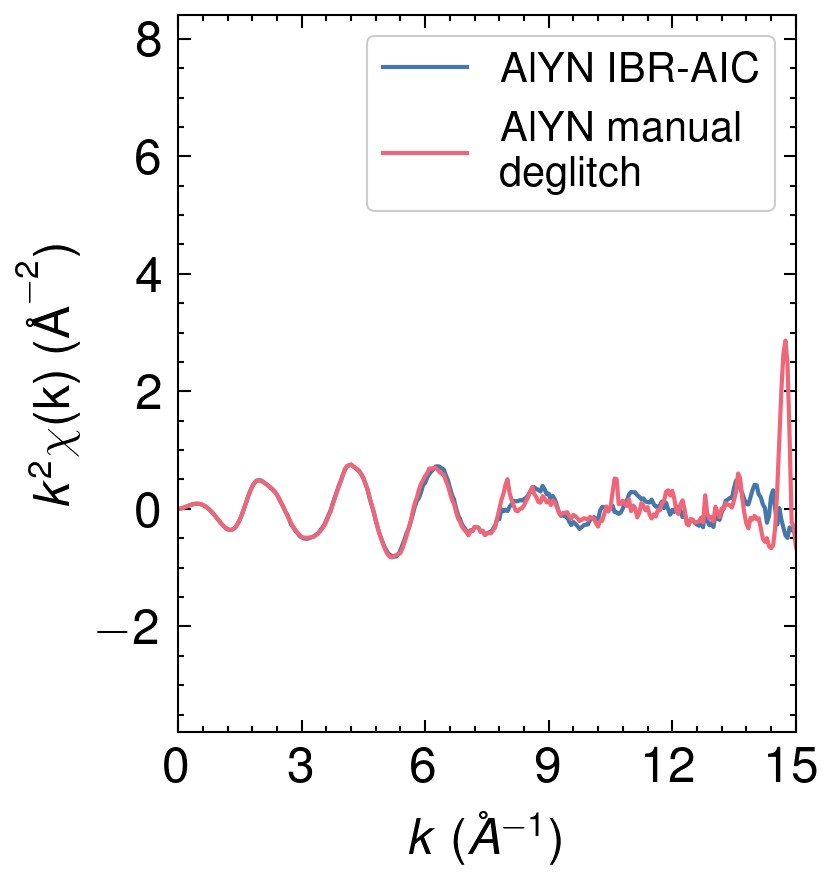 8
6
4
2
0
−2
k²χ(k) (Å⁻²)
AlYN IBR-AIC
AlYN manual
deglitch
0 3 6 9 12 15
k (Å⁻¹)